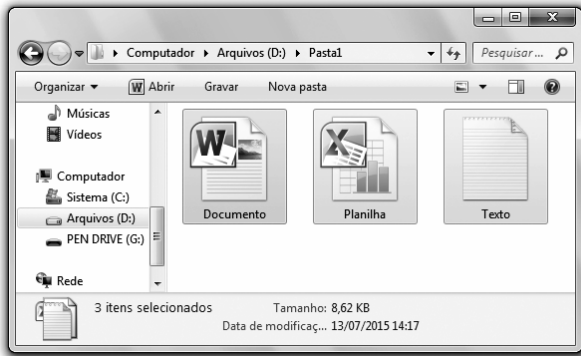 Computador Arquivos (D:) Pasta1 Pesquisar...
Organizar Abrir Gravar Nova pasta
Músicas
Vídeos
Computador
Sistema (C:)
Arquivos (D:)
PEN DRIVE (G:)
Rede
Documento Planilha Texto
3 itens selecionados Tamanho: 8,62 KB
Data de modificaç... 13/07/2015 14:17